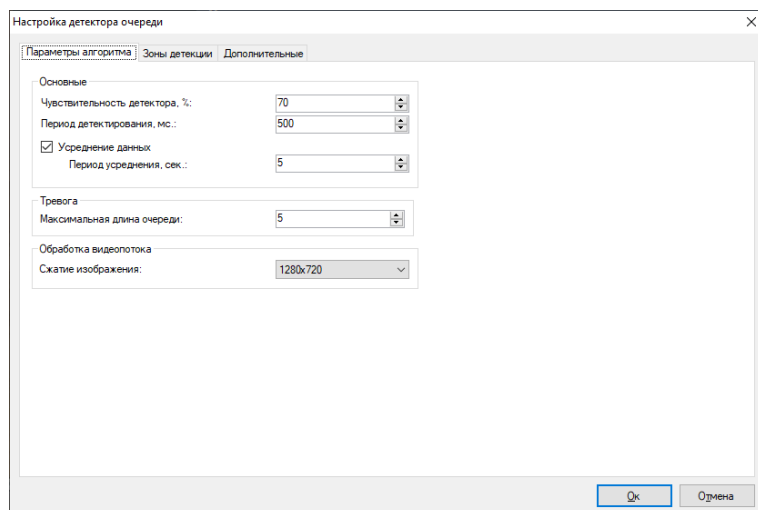 Настройка детектора очереди
Параметры алгоритма Зоны детекции Дополнительные
Основные
Чувствительность детектора, %: 70
Период детектирования, мс.: 500
Усреднение данных
Период усреднения, сек.: 5
Тревога
Максимальная длина очереди: 5
Обработка видеопотока
Сжатие изображения: 1280x720
Ок Отмена